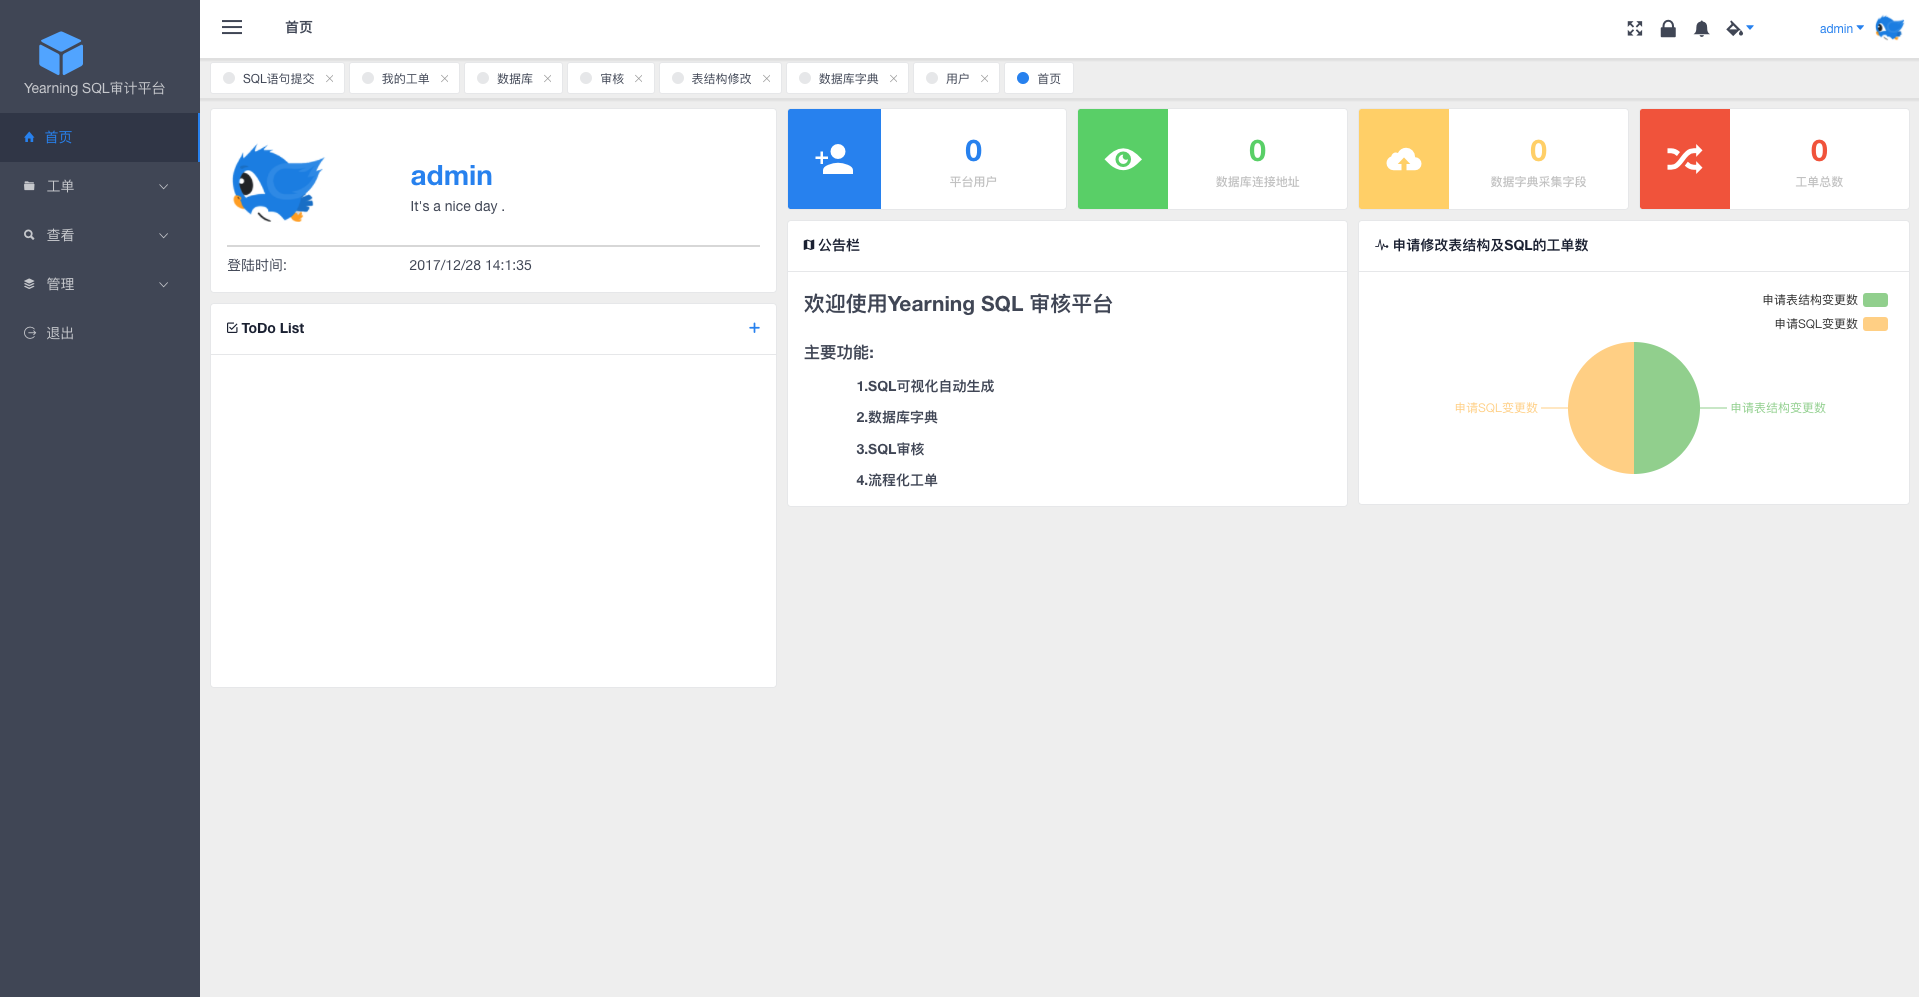 Yearning SQL审计平台
首页
工单
查看
管理
退出
首页
admin
SQL语句提交
我的工单
数据库
审核
表结构修改
数据库字典
用户
首页
admin
It's a nice day .
登陆时间: 2017/12/28 14:1:35
ToDo List
0
平台用户
0
数据库连接地址
0
数据字典采集字段
0
工单总数
公告栏
欢迎使用Yearning SQL 审核平台
主要功能:
1.SQL可视化自动生成
2.数据库字典
3.SQL审核
4.流程化工单
申请修改表结构及SQL的工单数
申请表结构变更数
申请SQL变更数
申请SQL变更数
申请表结构变更数